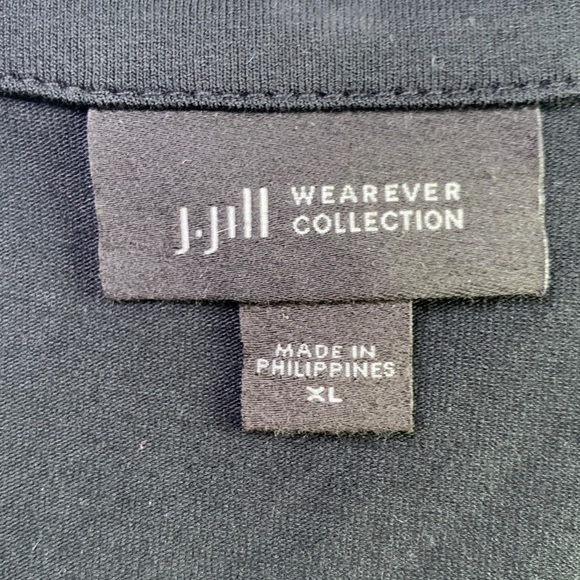 J.Jill WEAREVER
COLLECTION
MADE IN
PHILIPPINES
XL